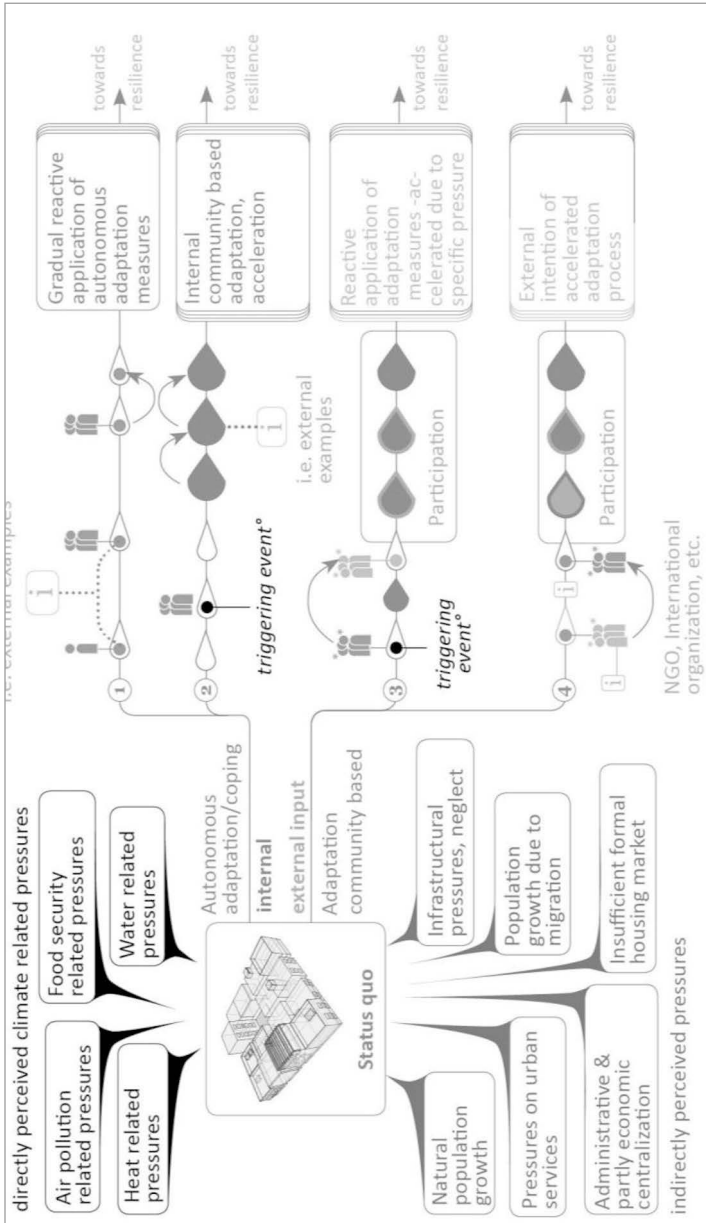 directly perceived climate related pressures
Air pollution
related pressures
Food security
related pressures
Heat related
pressures
Water related
pressures
Status quo
Natural
population
growth
Infrastructural
pressures, neglect
Pressures on urban
services
Population
growth due to
migration
Administrative &
partly economic
centralization
Insufficient formal
housing market
indirectly perceived pressures
Autonomous
adaptation/coping
internal
external input
Adaptation
community based
i.e. external examples
i
1
Gradual reactive
application of
autonomous
adaptation
measures
towards
resilience
2
triggering event°
i
i.e. external
examples
Internal
community based
adaptation,
acceleration
towards
resilience
3
triggering
event°
Participation
Reactive
application of
adaptation
measures -ac-
celerated due to
specific pressure
towards
resilience
4
i
i
NGO, International
organization, etc.
Participation
External
intention of
accelerated
adaptation
process
towards
resilience